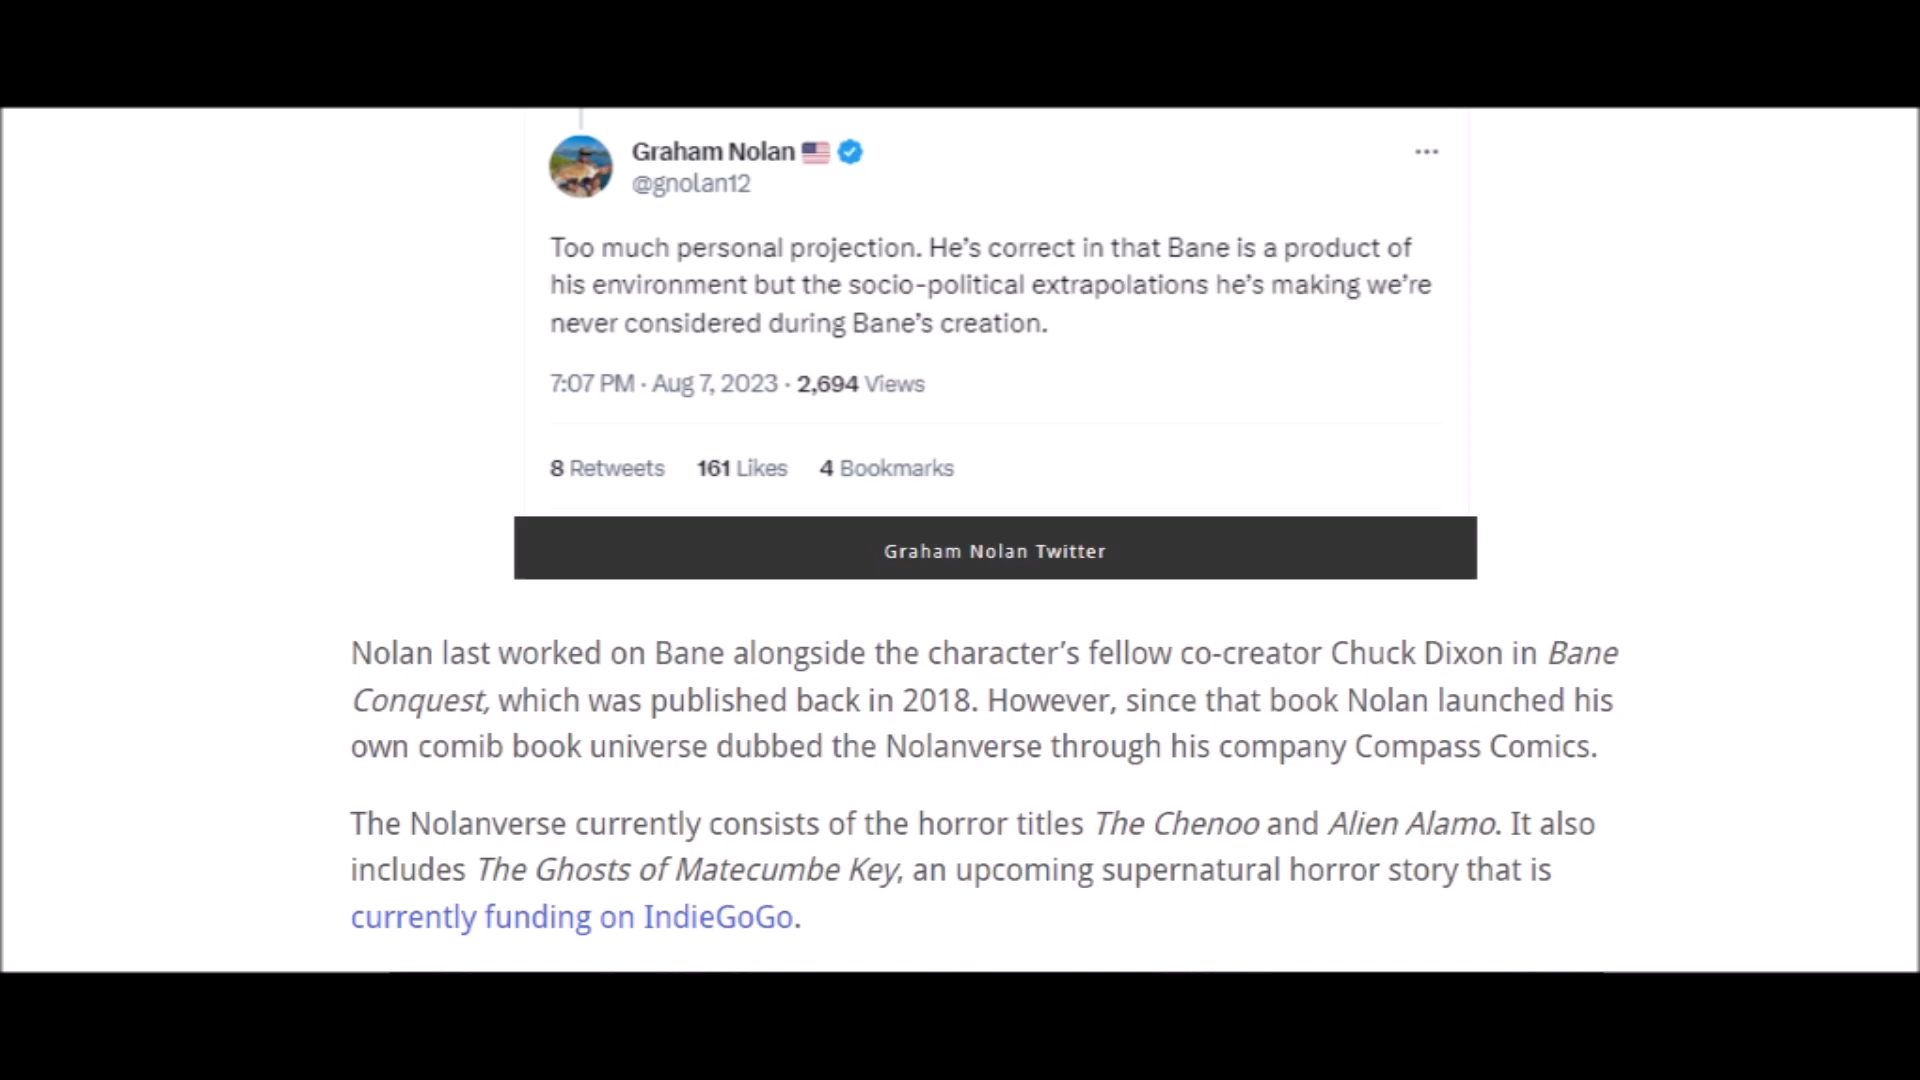 Graham Nolan
@gnolan12
Too much personal projection. He's correct in that Bane is a product of
his environment but the socio-political extrapolations he's making we're
never considered during Bane's creation.
7:07 PM · Aug 7, 2023 · 2,694 Views
8 Retweets 161 Likes 4 Bookmarks
Graham Nolan Twitter
Nolan last worked on Bane alongside the character's fellow co-creator Chuck Dixon in Bane
Conquest, which was published back in 2018. However, since that book Nolan launched his
own comib book universe dubbed the Nolanverse through his company Compass Comics.
The Nolanverse currently consists of the horror titles The Chenoo and Alien Alamo. It also
includes The Ghosts of Matecumbe Key, an upcoming supernatural horror story that is
currently funding on IndieGoGo.